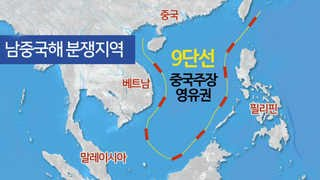 중국
남중국해 분쟁지역
9단선
중국주장
영유권
베트남
필리핀
말레이시아